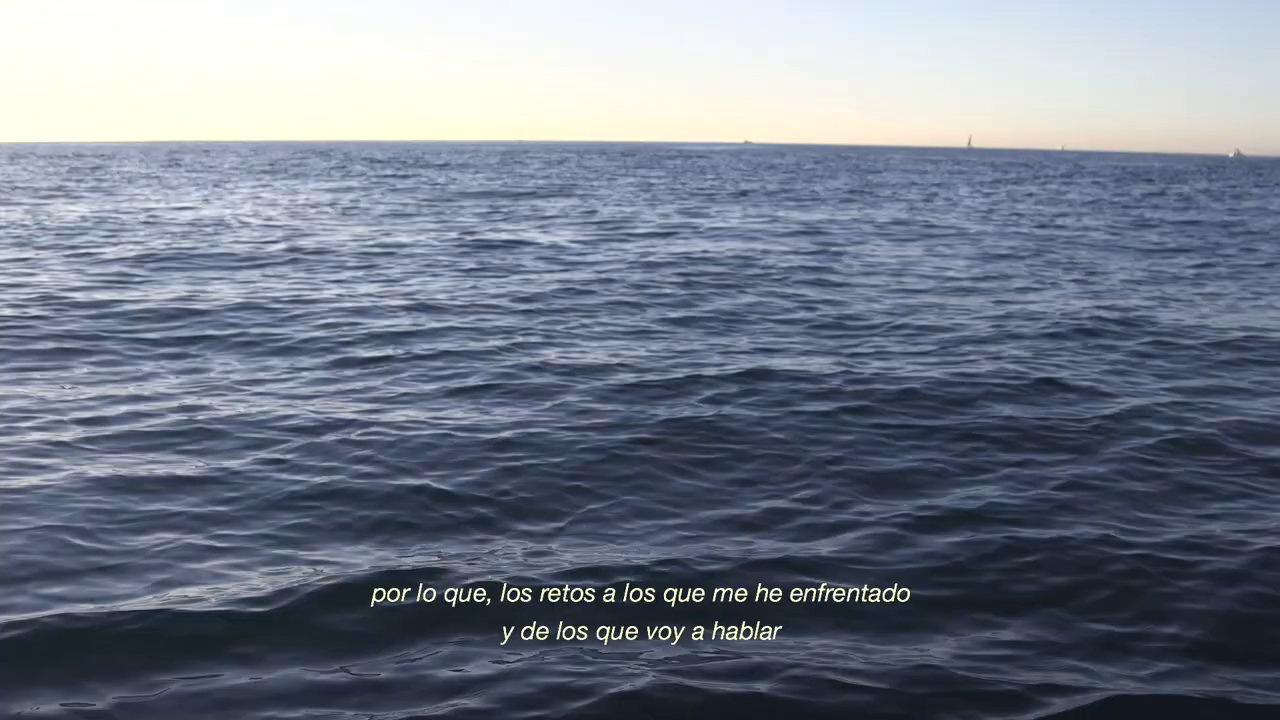 por lo que, los retos a los que me he enfrentado
y de los que voy a hablar